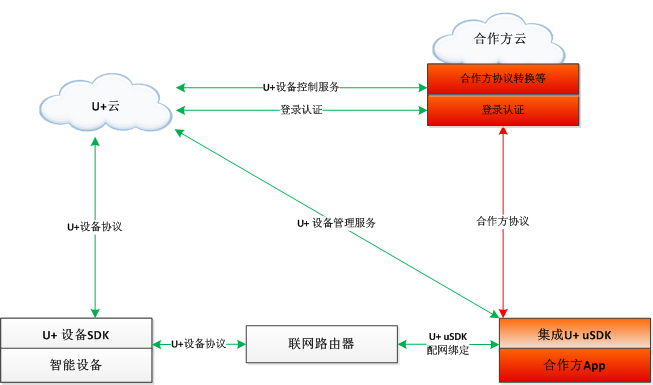 合作方云
合作方协议转换等
U+设备控制服务
U+云
登录认证
登录认证
U+设备协议
U+ 设备管理服务
合作方协议
U+ 设备SDK
智能设备
U+设备协议
联网路由器
U+ uSDK
配网绑定
集成U+ uSDK
合作方App